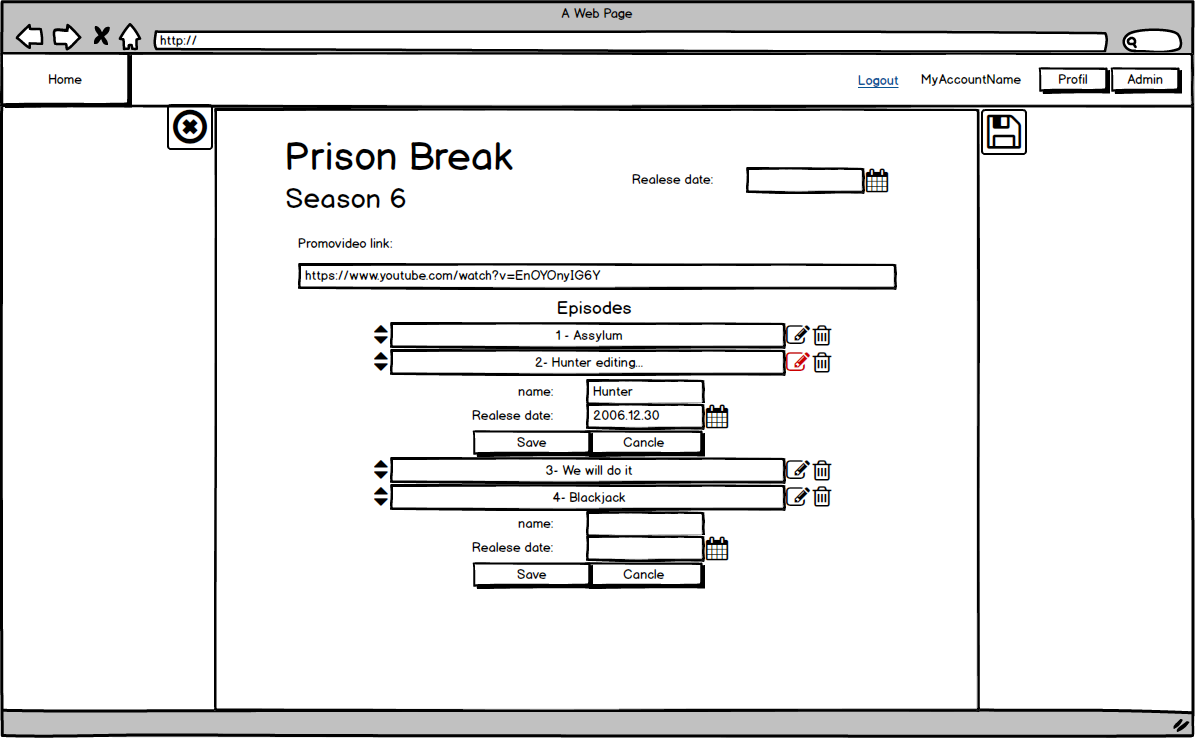 A Web Page
http://
Home
Logout MyAccountName Profil Admin
Prison Break
Season 6
Realese date:
Promovideo link:
https://www.youtube.com/watch?v=EnOYOnyIG6Y
Episodes
1 - Assylum
2- Hunter editing...
name: Hunter
Realese date: 2006.12.30
Save Cancle
3- We will do it
4- Blackjack
name:
Realese date:
Save Cancle